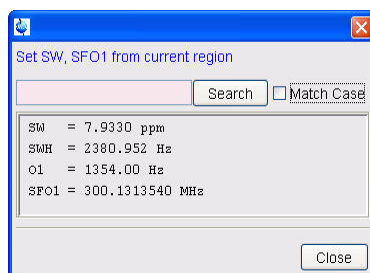 Set SW, SFO1 from current region
Search Match Case
SW = 7.9330 ppm
SWH = 2380.952 Hz
O1 = 1354.00 Hz
SFO1 = 300.1313540 MHz
Close